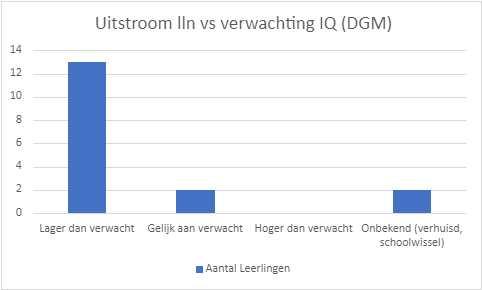 Uitstroom lln vs verwachting IQ (DGM)
14
12
10
8
6
4
2
0
Lager dan verwacht
Gelijk aan verwacht
Hoger dan verwacht
Onbekend (verhuisd,
schoolwissel)
Aantal Leerlingen